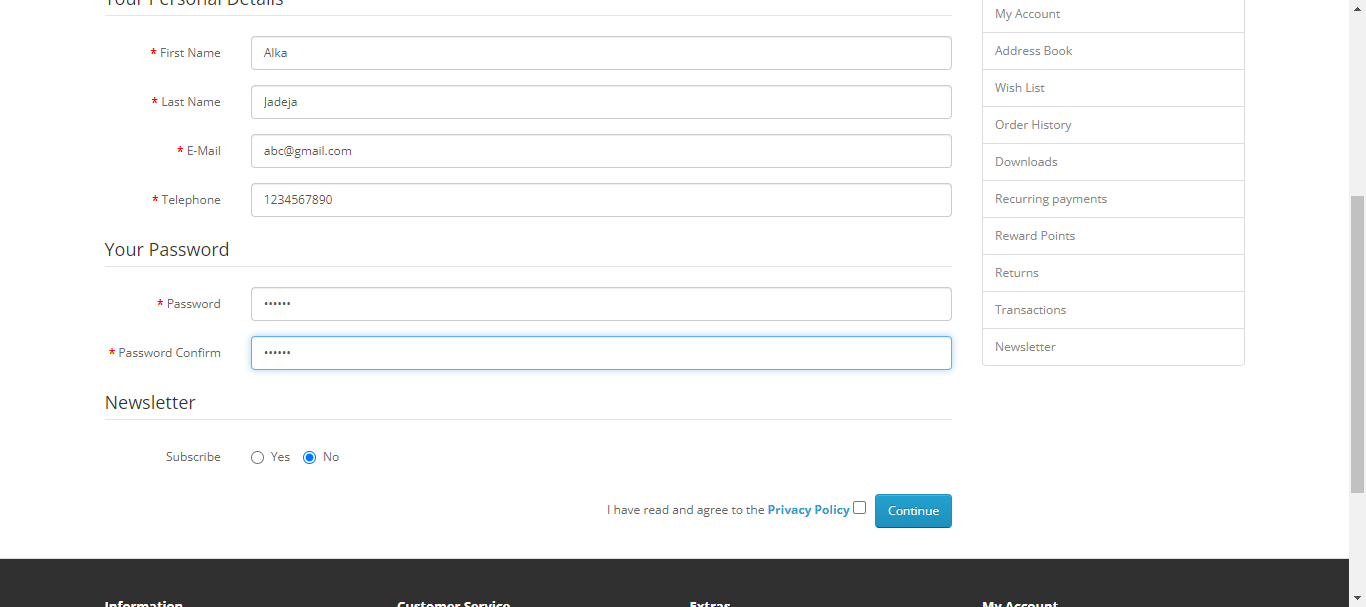 Your Personal Details
* First Name
Alka
* Last Name
Jadeja
* E-Mail
abc@gmail.com
* Telephone
1234567890
Your Password
* Password
••••••
* Password Confirm
••••••
Newsletter
Subscribe
Yes
No
I have read and agree to the Privacy Policy
Continue
My Account
Address Book
Wish List
Order History
Downloads
Recurring payments
Reward Points
Returns
Transactions
Newsletter
Information
Customer Service
Extras
My Account